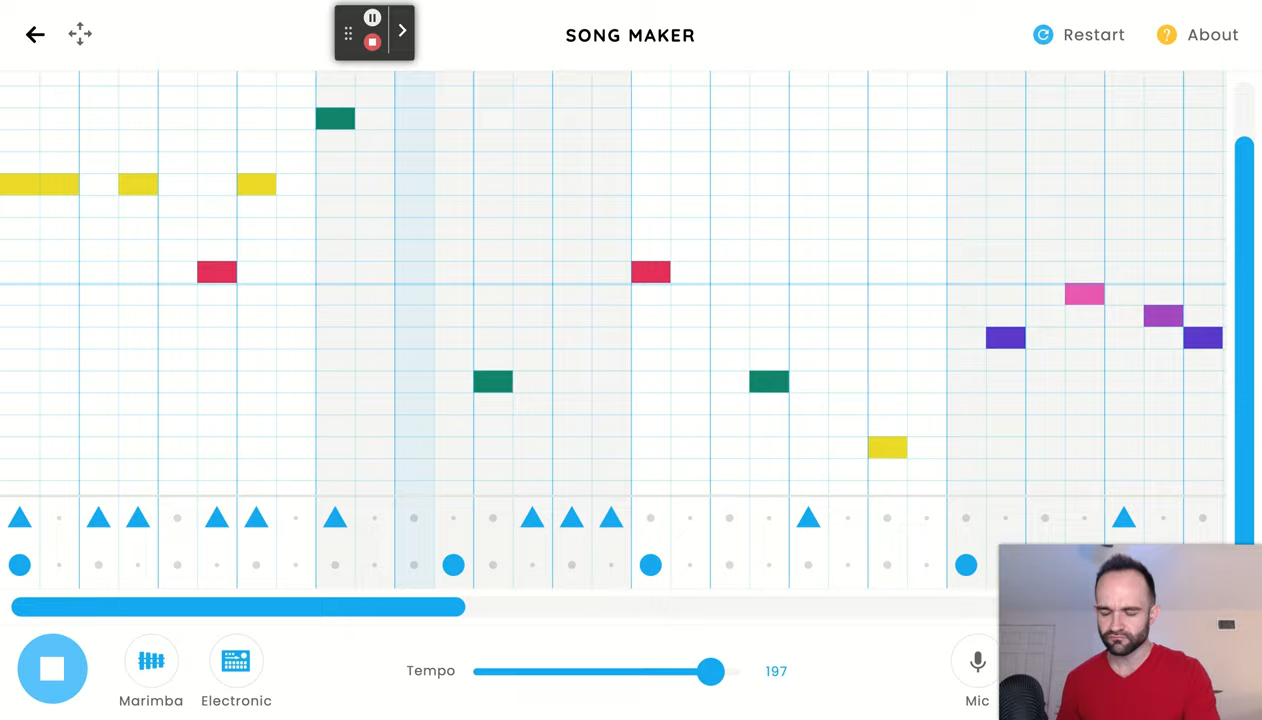 SONG MAKER
Restart
About
Tempo
197
Marimba
Electronic
Mic